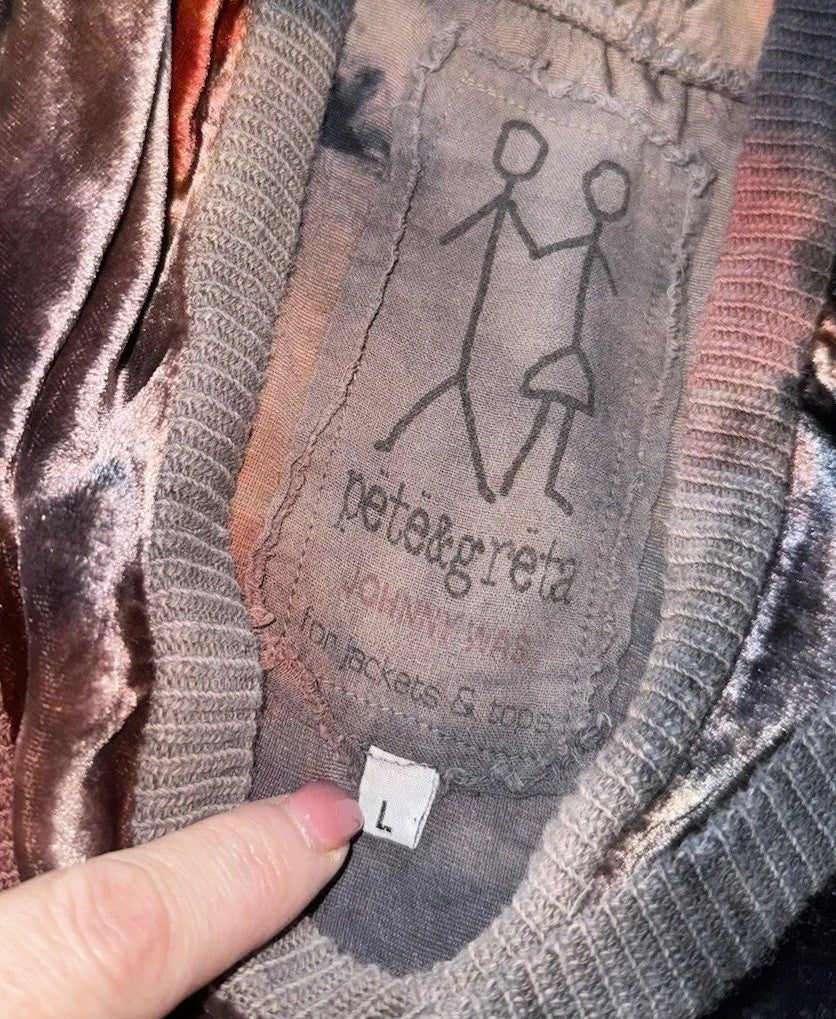 pëtë&grëta
JOHNNY WAS
for jackets & tops
L